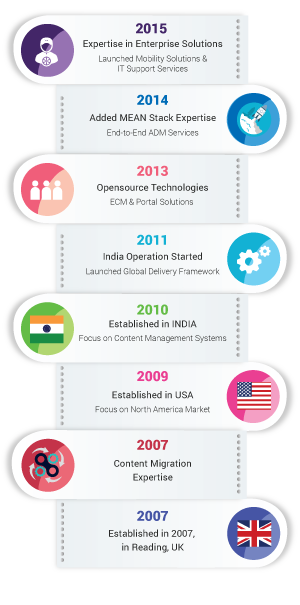 2015
Expertise in Enterprise Solutions
Launched Mobility Solutions &
IT Support Services
2014
Added MEAN Stack Expertise
End-to-End ADM Services
2013
Opensource Technologies
ECM & Portal Solutions
2011
India Operation Started
Launched Global Delivery Framework
2010
Established in INDIA
Focus on Content Management Systems
2009
Established in USA
Focus on North America Market
2007
Content Migration
Expertise
2007
Established in 2007,
in Reading, UK